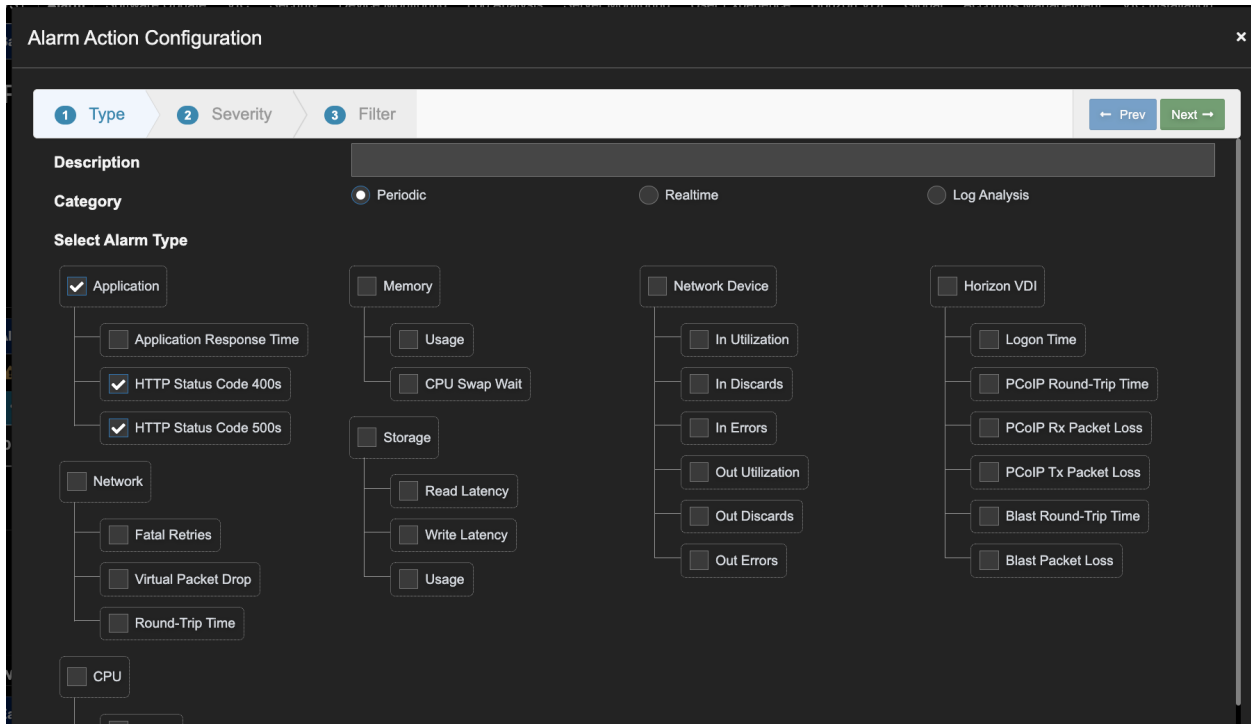 Alarm Action Configuration
×
1 Type 2 Severity 3 Filter ← Prev Next →
Description
Category Periodic Realtime Log Analysis
Select Alarm Type
Application
Application Response Time
HTTP Status Code 400s
HTTP Status Code 500s
Network
Fatal Retries
Virtual Packet Drop
Round-Trip Time
CPU
Memory
Usage
CPU Swap Wait
Storage
Read Latency
Write Latency
Usage
Network Device
In Utilization
In Discards
In Errors
Out Utilization
Out Discards
Out Errors
Horizon VDI
Logon Time
PCoIP Round-Trip Time
PCoIP Rx Packet Loss
PCoIP Tx Packet Loss
Blast Round-Trip Time
Blast Packet Loss